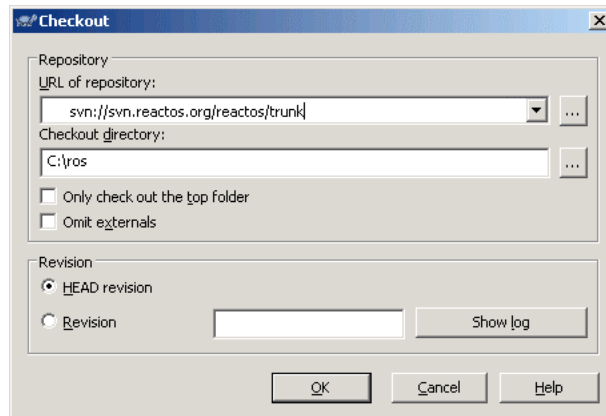 Checkout
Repository
URL of repository:
svn://svn.reactos.org/reactos/trunk
...
Checkout directory:
C:\ros
...
Only check out the top folder
Omit externals
Revision
HEAD revision
Revision
Show log
OK
Cancel
Help